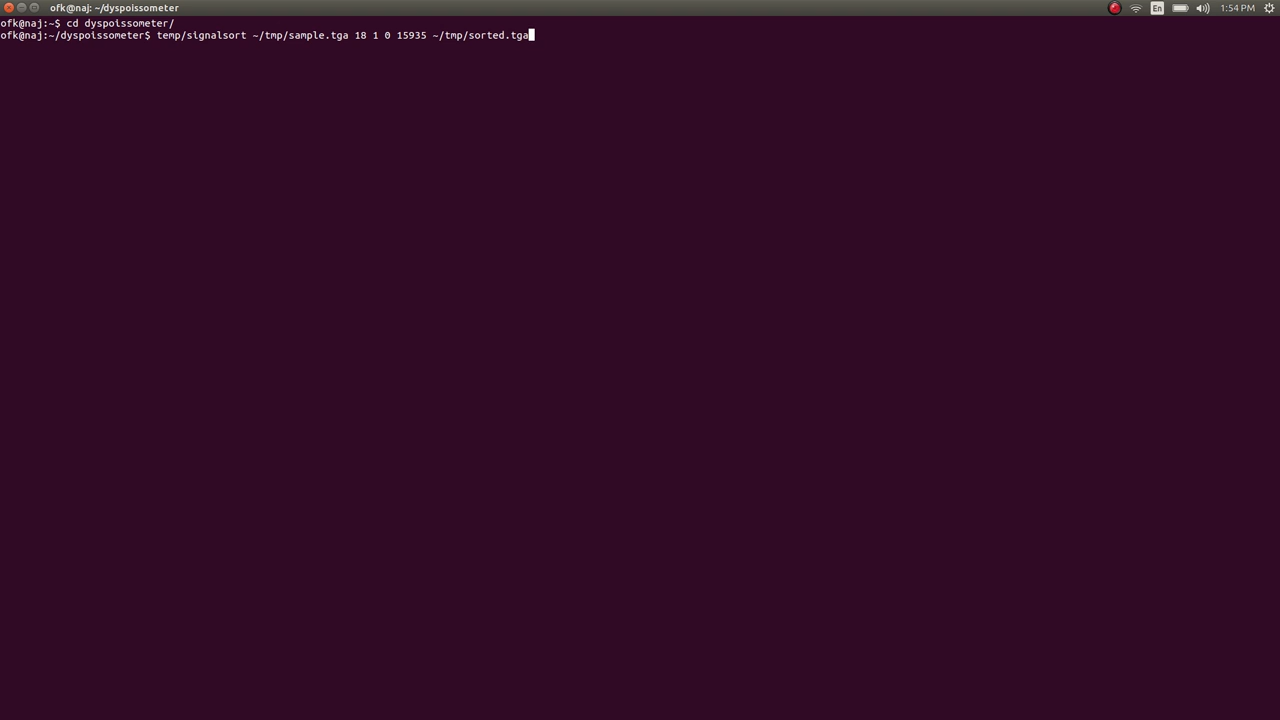 ofk@naj: ~/dyspoissometer
En
1:54 PM
ofk@naj:~$ cd dyspoissometer/
ofk@naj:~/dyspoissometer$ temp/signalsort ~/tmp/sample.tga 18 1 0 15935 ~/tmp/sorted.tga